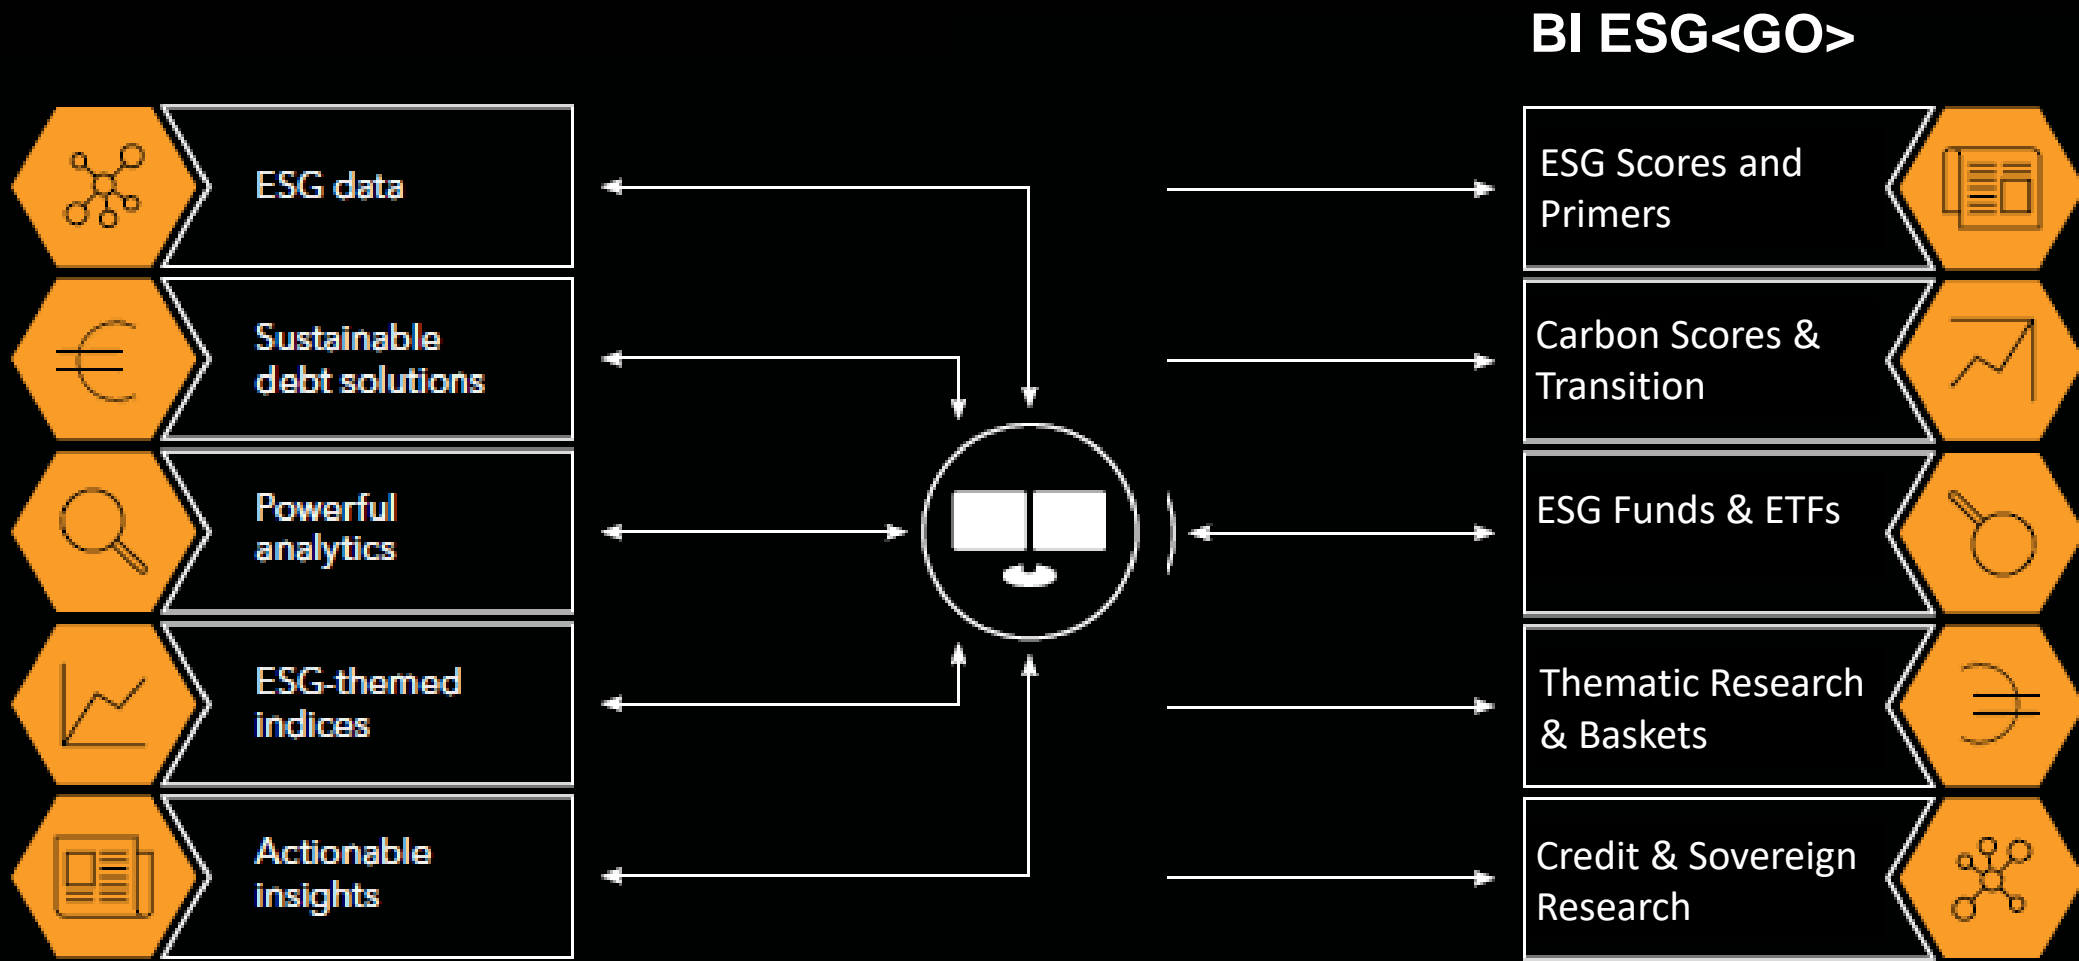 BI ESG<GO>
ESG data
Sustainable
debt solutions
Powerful
analytics
ESG-themed
indices
Actionable
insights
ESG Scores and
Primers
Carbon Scores &
Transition
ESG Funds & ETFs
Thematic Research
& Baskets
Credit & Sovereign
Research